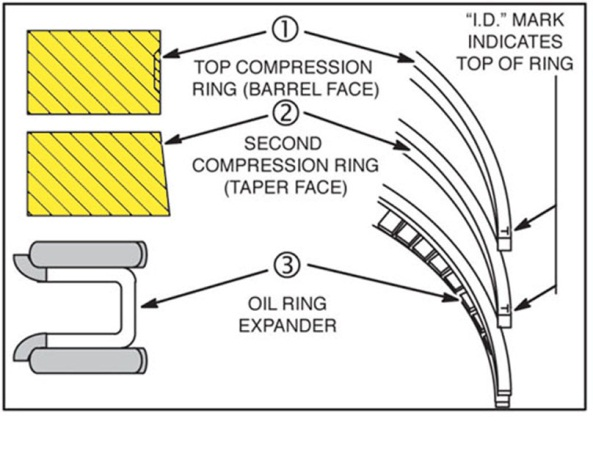 ①
TOP COMPRESSION
RING (BARREL FACE)
②
SECOND
COMPRESSION RING
(TAPER FACE)
③
OIL RING
EXPANDER
“I.D.” MARK
INDICATES
TOP OF RING
T
T